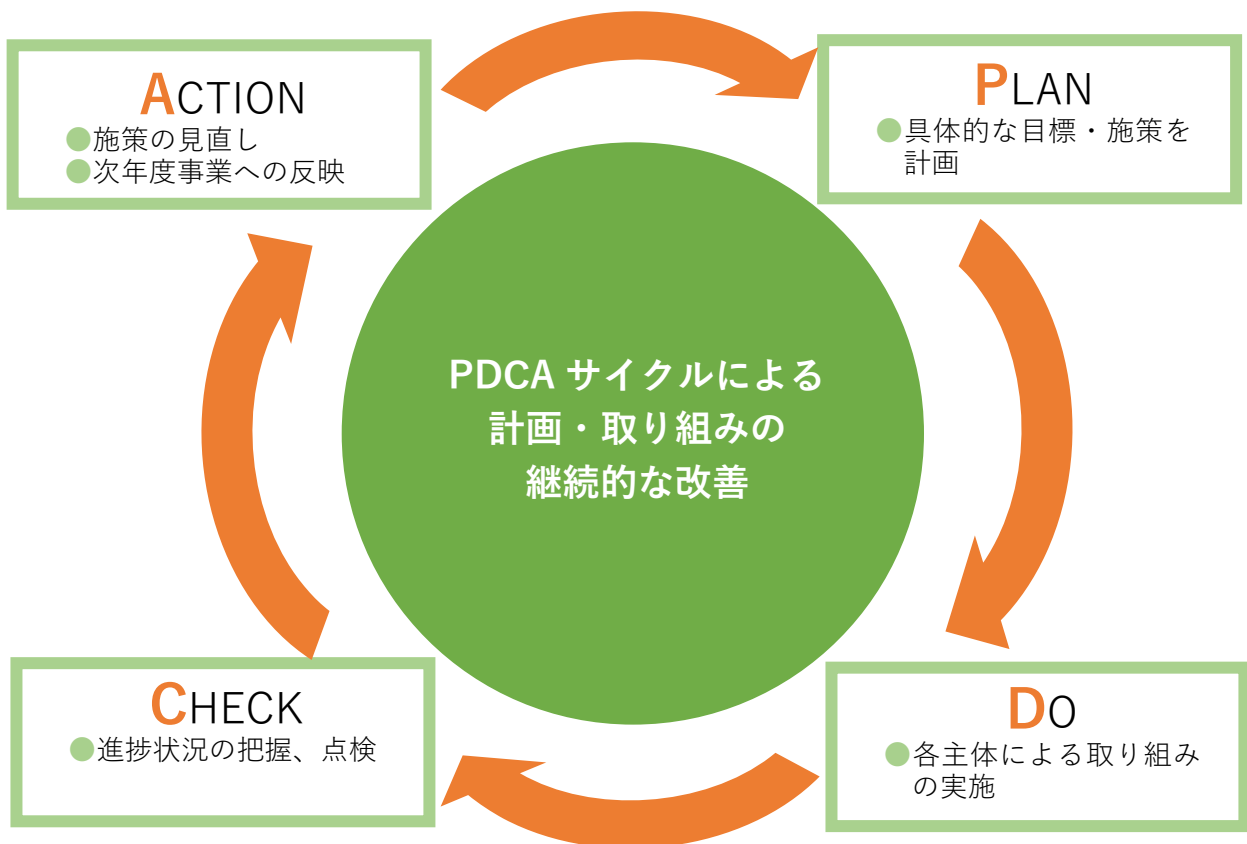 ACTION
●施策の見直し
●次年度事業への反映
PLAN
●具体的な目標・施策を
計画
PDCA サイクルによる
計画・取り組みの
継続的な改善
CHECK
●進捗状況の把握、点検
DO
●各主体による取り組み
の実施